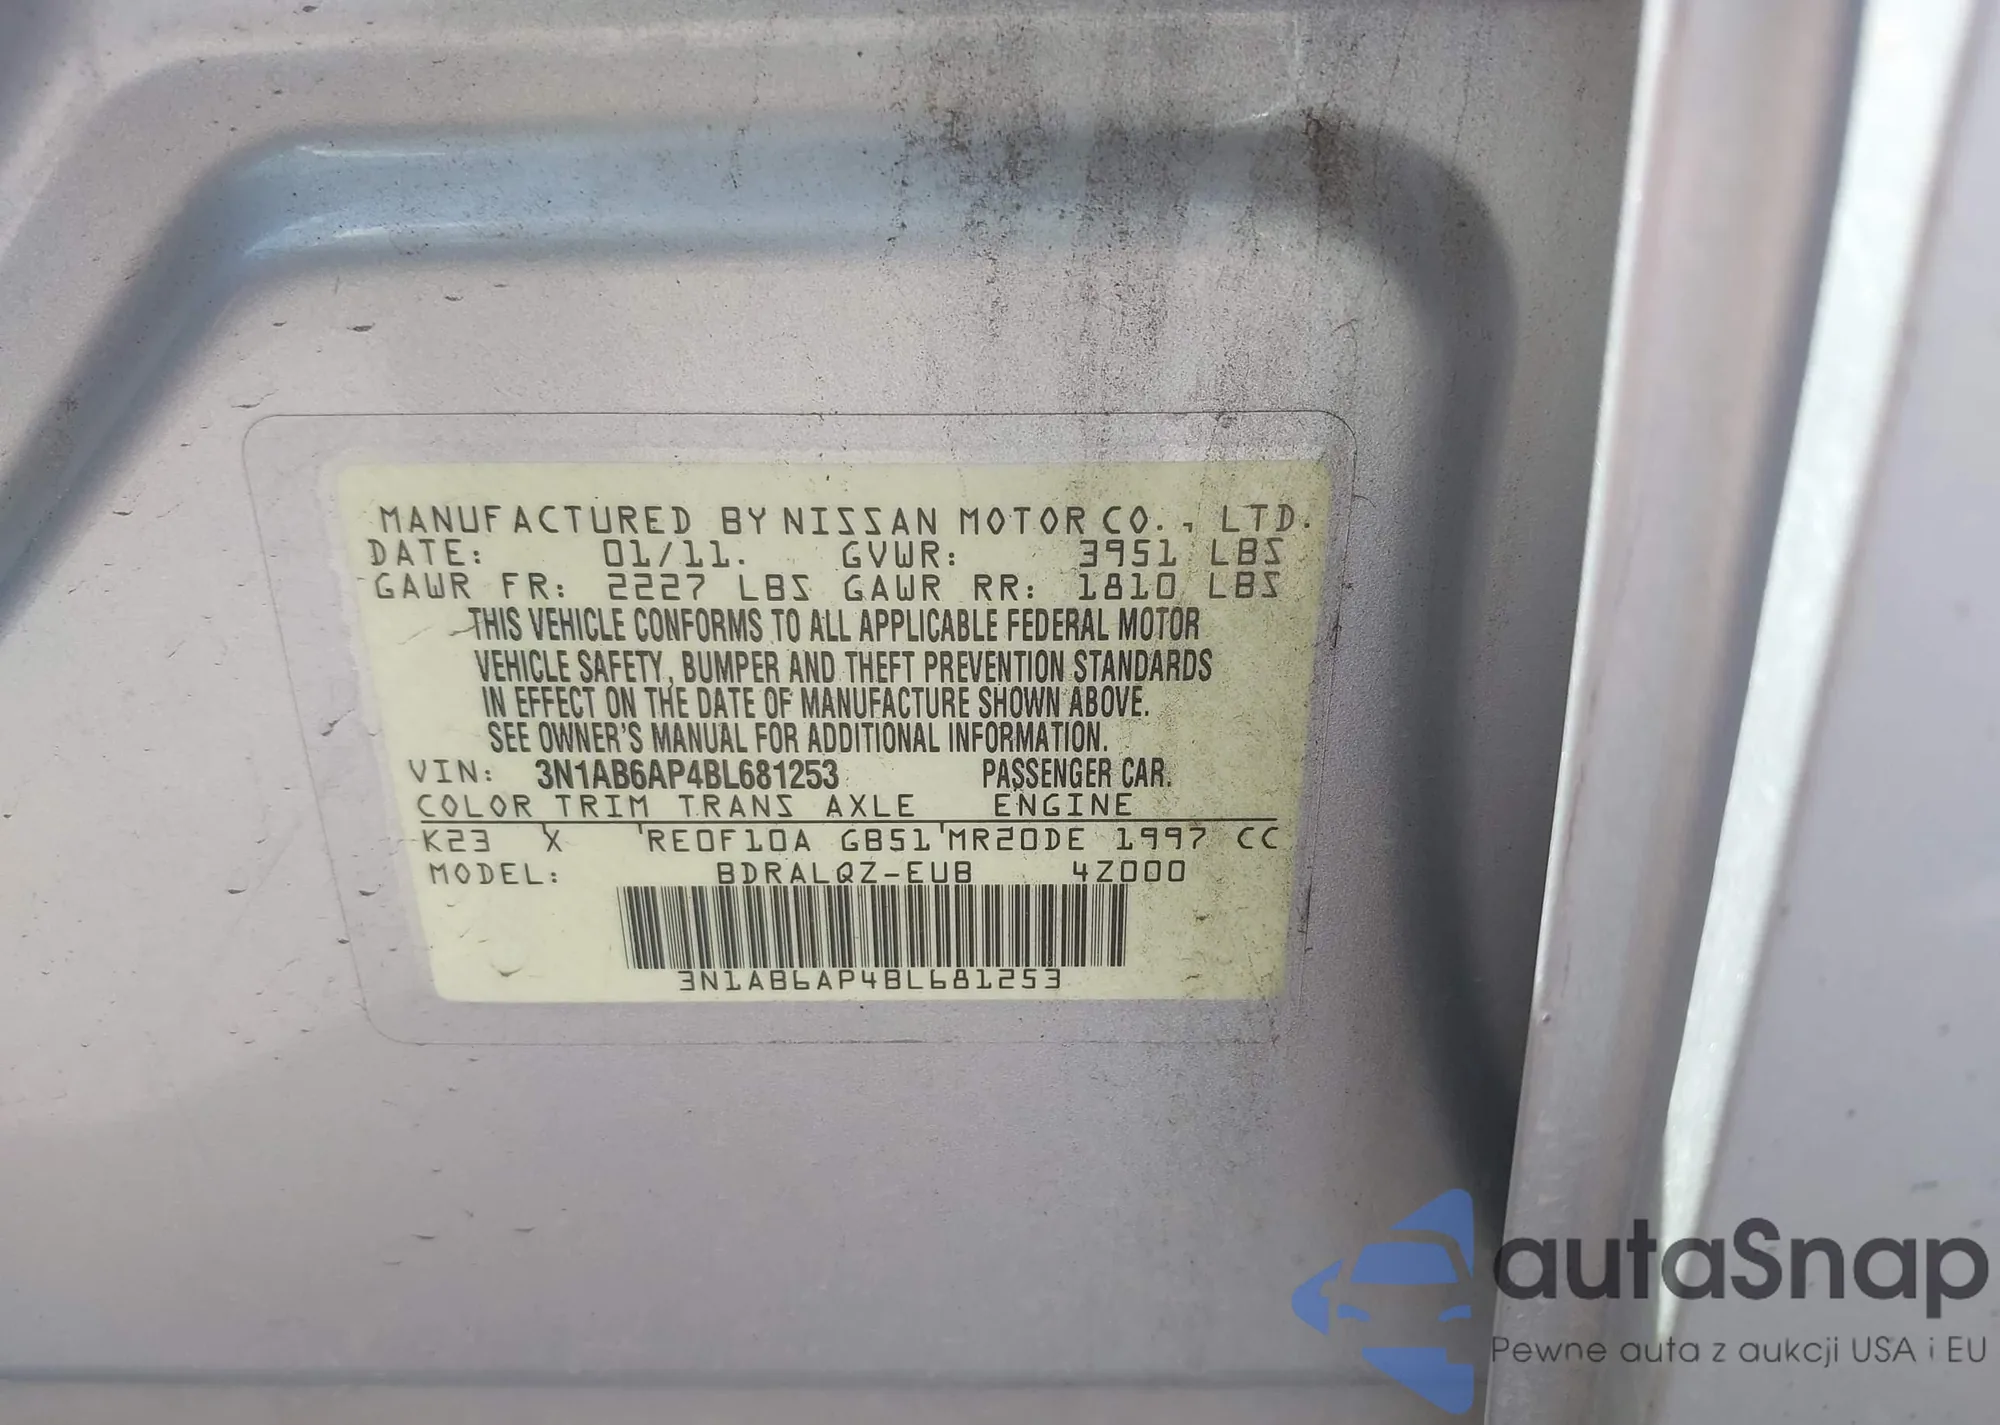 MANUFACTURED BY NISSAN MOTOR CO., LTD.
DATE: 01/11. GVWR: 3951 LBS
GAWR FR: 2227 LBS GAWR RR: 1810 LBS
THIS VEHICLE CONFORMS TO ALL APPLICABLE FEDERAL MOTOR
VEHICLE SAFETY, BUMPER AND THEFT PREVENTION STANDARDS
IN EFFECT ON THE DATE OF MANUFACTURE SHOWN ABOVE.
SEE OWNER'S MANUAL FOR ADDITIONAL INFORMATION.
VIN: 3N1AB6AP4BL681253 PASSENGER CAR.
COLOR TRIM TRANS AXLE ENGINE
K23 X RE0F10A GB51 MR20DE 1997 CC
MODEL: BDRALQZ-EUB 4Z000
3N1AB6AP4BL681253
autaSnap
Pewne auta z aukcji USA i EU